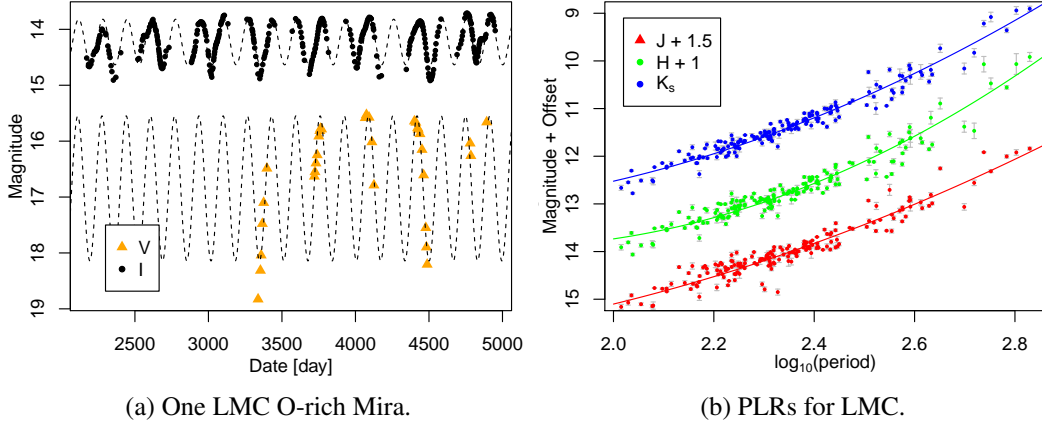 14
15
16
17
18
19
Magnitude
V
I
2500 3000 3500 4000 4500 5000
Date [day]
(a) One LMC O-rich Mira.
9
10
11
12
13
14
15
Magnitude + Offset
J + 1.5
H + 1
Ks
2.0 2.2 2.4 2.6 2.8
log10(period)
(b) PLRs for LMC.